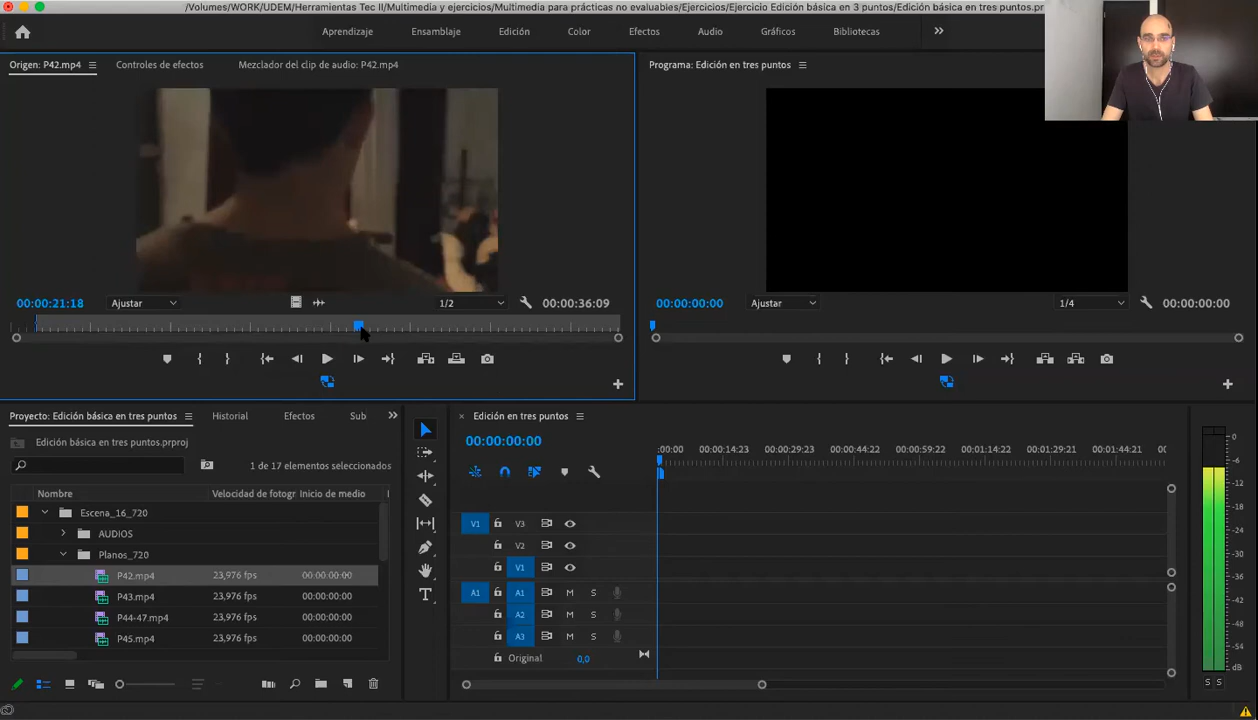 /Volumes/WORK/UDEM/Herramientas Tec II/Multimedia y ejercicios/Multimedia para prácticas no evaluables/Ejercicios/Ejercicio Edición básica en 3 puntos/Edición básica en tres puntos.pr
Aprendizaje Ensamblaje Edición Color Efectos Audio Gráficos Bibliotecas
Origen: P42.mp4 Controles de efectos Mezclador del clip de audio: P42.mp4
Programa: Edición en tres puntos
00:00:21:18 Ajustar 1/2 00:00:36:09
00:00:00:00 Ajustar 1/4 00:00:00:00
Proyecto: Edición básica en tres puntos Historial Efectos Sub
Edición básica en tres puntos.prproj
1 de 17 elementos seleccionados
Nombre Velocidad de fotogr Inicio de medio
Escena_16_720
AUDIOS
Planos_720
P42.mp4 23,976 fps 00:00:00:00
P43.mp4 23,976 fps 00:00:00:00
P44-47.mp4 23,976 fps 00:00:00:00
P45.mp4 23,976 fps 00:00:00:00
× Edición en tres puntos
00:00:00:00
:00:00 00:00:14:23 00:00:29:23 00:00:44:22 00:00:59:22 00:01:14:22 00:01:29:21 00:01:44:21 00
V1 V3
V2
V1
A1 A1 M S
A2 M S
A3 M S
Original 0,0
0
-6
-12
-18
-24
-30
-36
-42
-48
-54
dB
S S